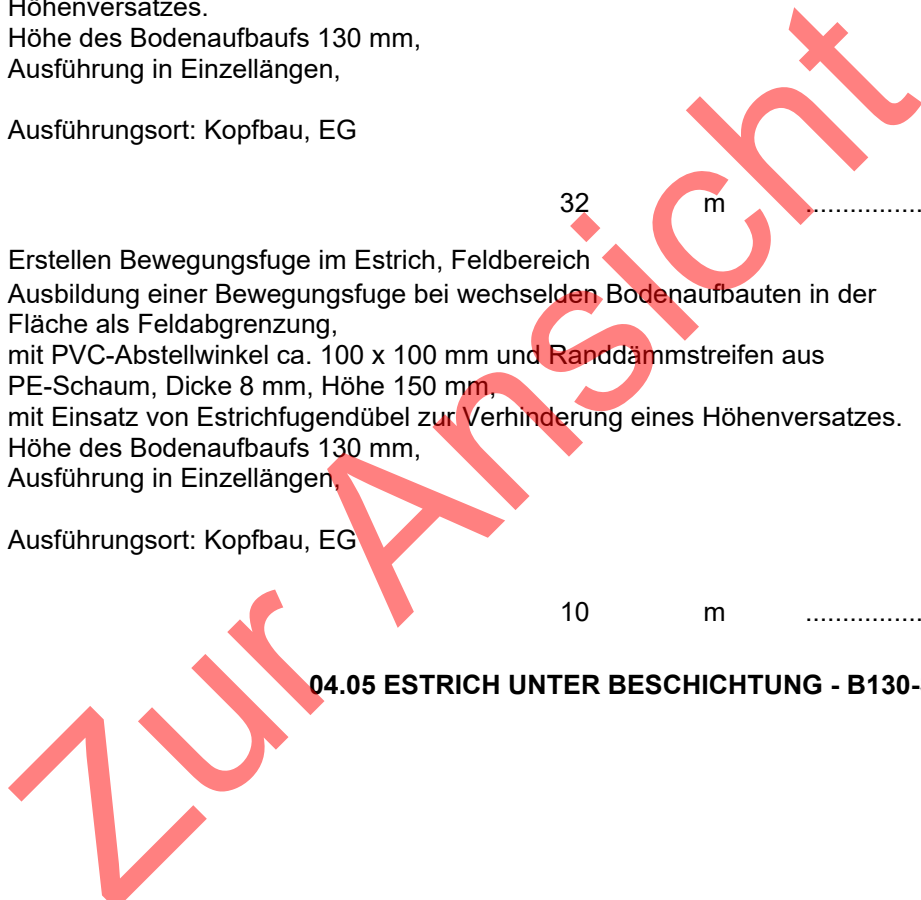 Höhenversatzes.
Höhe des Bodenaufbaufs 130 mm,
Ausführung in Einzellängen,
Ausführungsort: Kopfbau, EG
32 m ................
Erstellen Bewegungsfuge im Estrich, Feldbereich
Ausbildung einer Bewegungsfuge bei wechselden Bodenaufbauten in der
Fläche als Feldabgrenzung,
mit PVC-Abstellwinkel ca. 100 x 100 mm und Randdämmstreifen aus
PE-Schaum, Dicke 8 mm, Höhe 150 mm,
mit Einsatz von Estrichfugendübel zur Verhinderung eines Höhenversatzes.
Höhe des Bodenaufbaufs 130 mm,
Ausführung in Einzellängen,
Ausführungsort: Kopfbau, EG
10 m ................
04.05 ESTRICH UNTER BESCHICHTUNG - B130-
Zur Ansicht